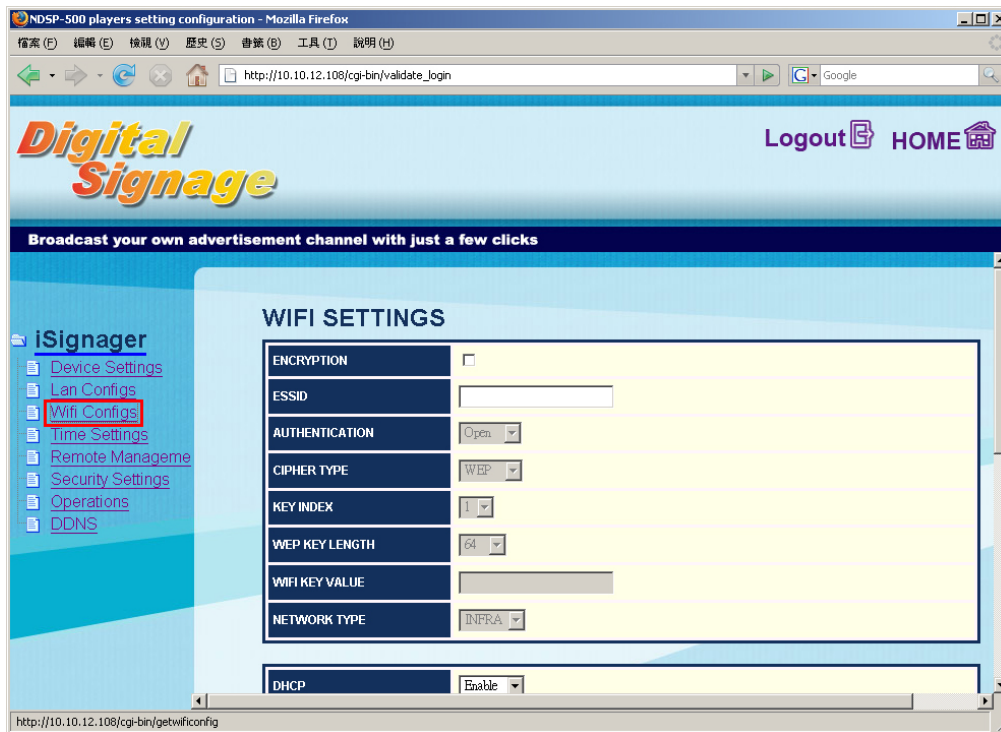 NDSP-500 players setting configuration - Mozilla Firefox
檔案(F) 編輯(E) 檢視(V) 歷史(S) 書籤(B) 工具(T) 說明(H)
http://10.10.12.108/cgi-bin/validate_login
G Google
Digital
Signage
Logout HOME
Broadcast your own advertisement channel with just a few clicks
iSignager
Device Settings
Lan Configs
Wifi Configs
Time Settings
Remote Manageme
Security Settings
Operations
DDNS
WIFI SETTINGS
ENCRYPTION
ESSID
AUTHENTICATION Open
CIPHER TYPE WEP
KEY INDEX 1
WEP KEY LENGTH 64
WIFI KEY VALUE
NETWORK TYPE INFRA
DHCP Enable
http://10.10.12.108/cgi-bin/getwificonfig